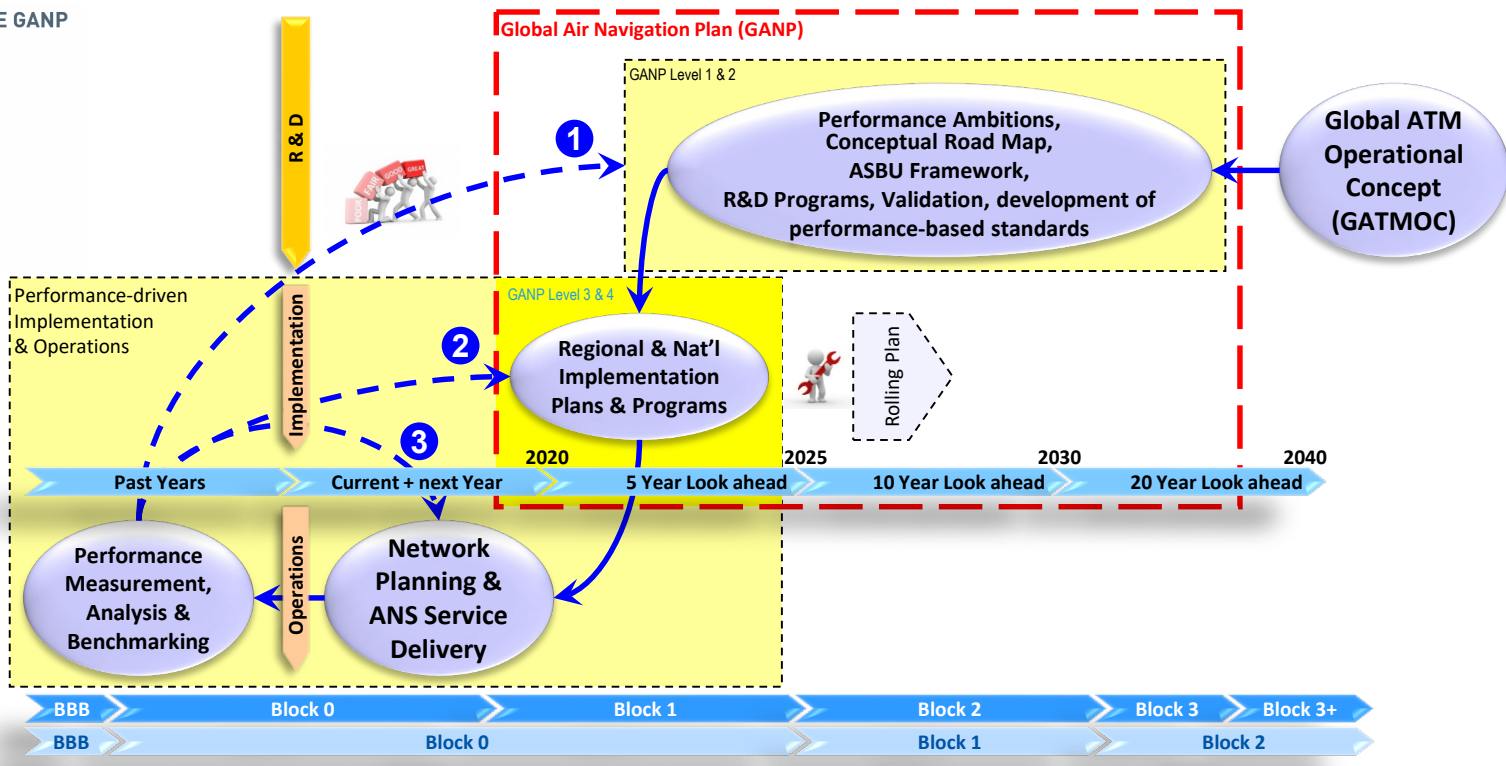 E GANP
Global Air Navigation Plan (GANP)
R & D
GANP Level 1 & 2
1
Performance Ambitions,
Conceptual Road Map,
ASBU Framework,
R&D Programs, Validation, development of
performance-based standards
Global ATM
Operational
Concept
(GATMOC)
POOR
FAIR
GOOD
GREAT
Performance-driven
Implementation
& Operations
Implementation
GANP Level 3 & 4
2
Regional & Nat'l
Implementation
Plans & Programs
Rolling Plan
3
2020
2025
2030
2040
Past Years
Current + next Year
5 Year Look ahead
10 Year Look ahead
20 Year Look ahead
Performance
Measurement,
Analysis &
Benchmarking
Operations
Network
Planning &
ANS Service
Delivery
BBB
Block 0
Block 1
Block 2
Block 3
Block 3+
BBB
Block 0
Block 1
Block 2